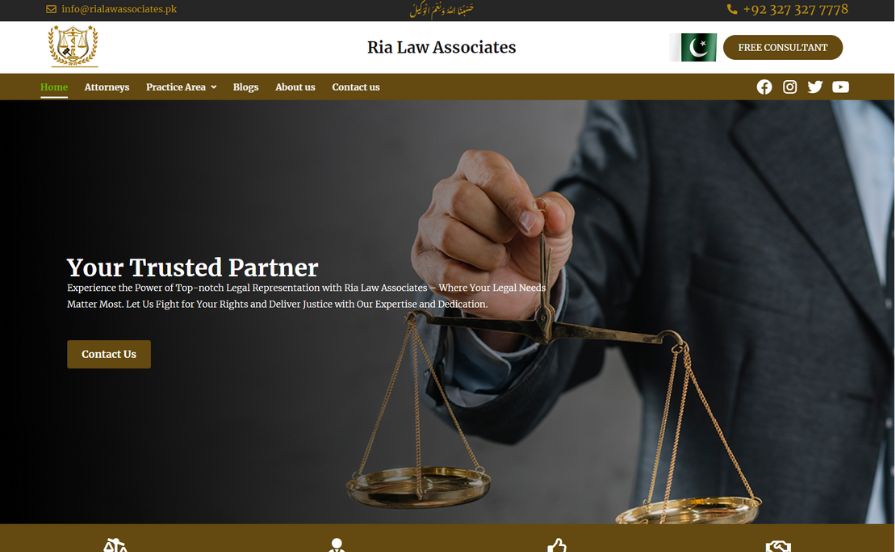 info@rialawassociates.pk
حَسْبُنَا اللهُ وَنِعْمَ الْوَكِيلُ
+92 327 327 7778
Ria Law Associates
FREE CONSULTANT
Home Attorneys Practice Area Blogs About us Contact us
Your Trusted Partner
Experience the Power of Top-notch Legal Representation with Ria Law Associates – Where Your Legal Needs
Matter Most. Let Us Fight for Your Rights and Deliver Justice with Our Expertise and Dedication.
Contact Us